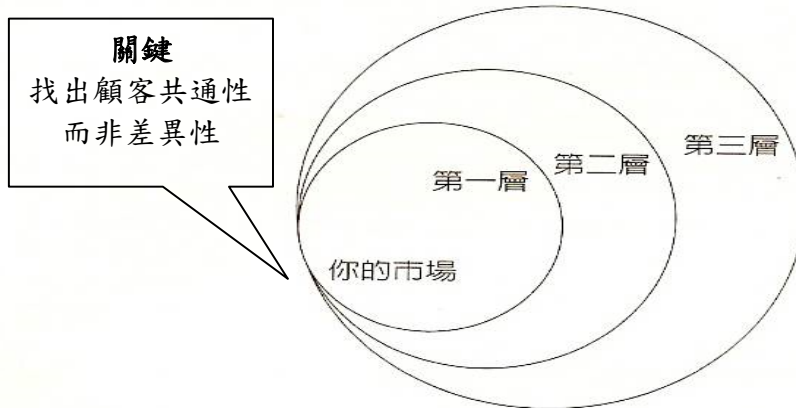 關鍵
找出顧客共通性
而非差異性
第一層
第二層
第三層
你的市場